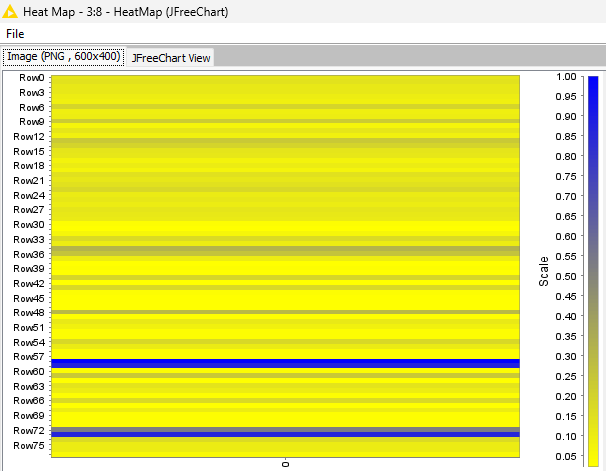 Heat Map - 3:8 - HeatMap (JFreeChart)
File
Image (PNG , 600x400)
JFreeChart View
Row0
Row3
Row6
Row9
Row12
Row15
Row18
Row21
Row24
Row27
Row30
Row33
Row36
Row39
Row42
Row45
Row48
Row51
Row54
Row57
Row60
Row63
Row66
Row69
Row72
Row75
0
Scale
1.00
0.95
0.90
0.85
0.80
0.75
0.70
0.65
0.60
0.55
0.50
0.45
0.40
0.35
0.30
0.25
0.20
0.15
0.10
0.05